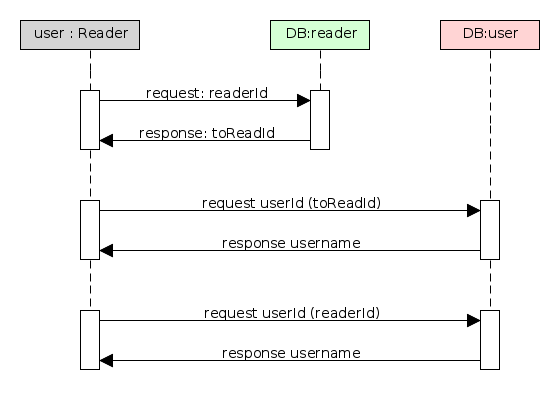 user : Reader
DB:reader
DB:user
request: readerId
response: toReadId
request userId (toReadId)
response username
request userId (readerId)
response username